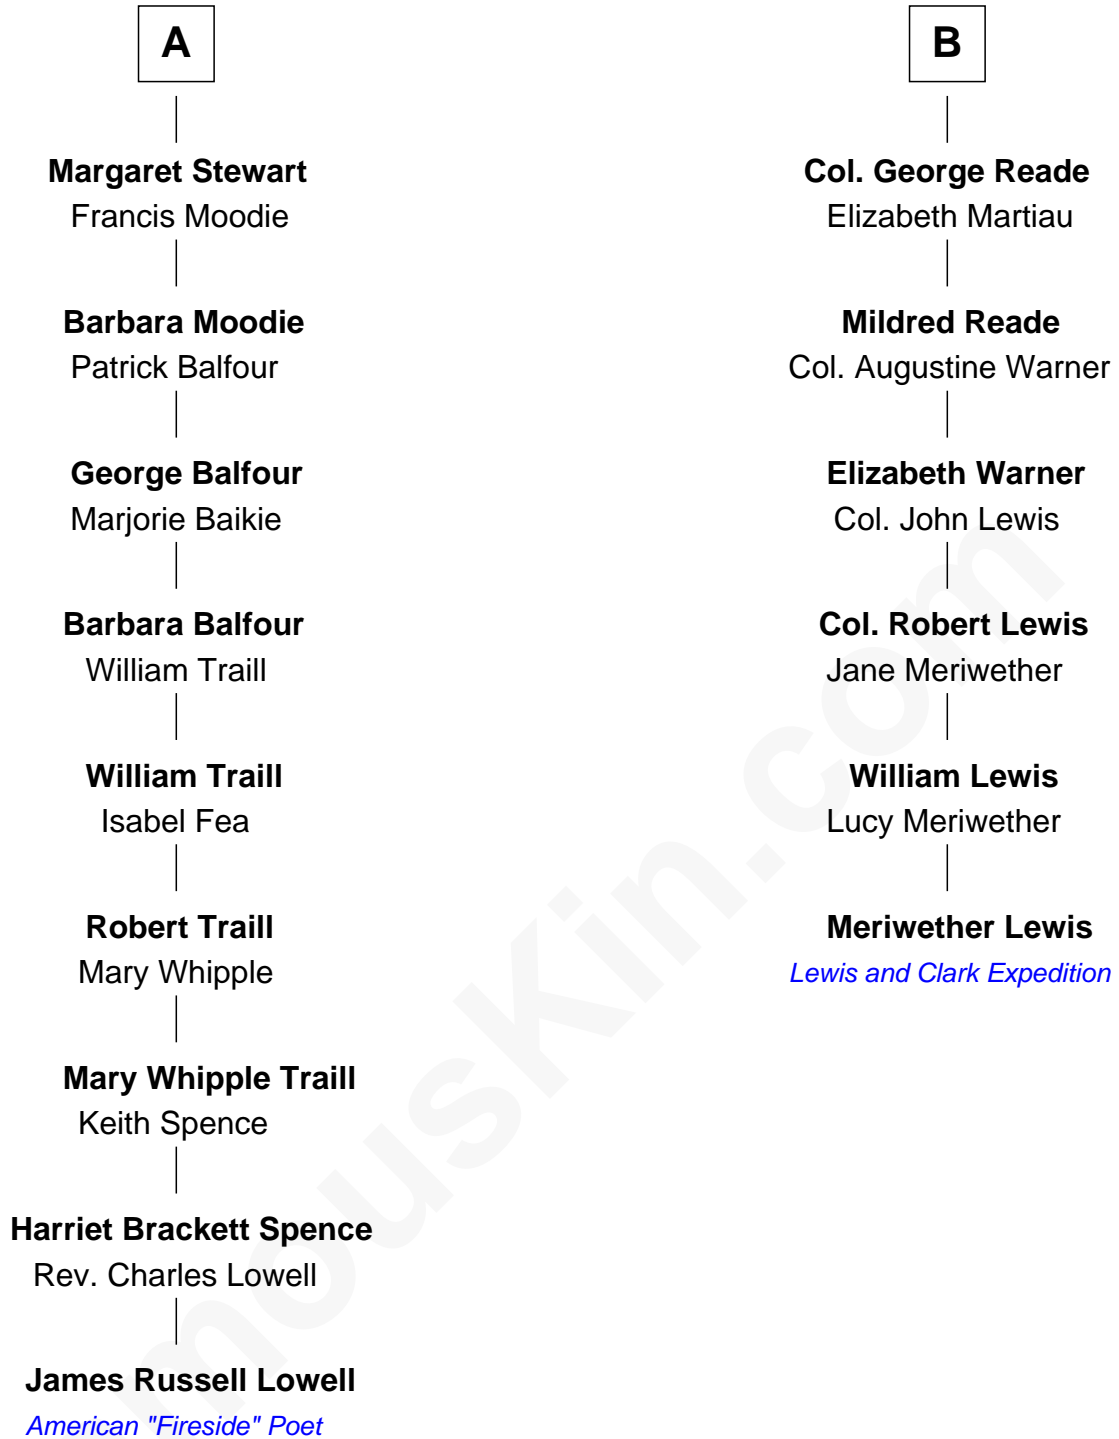 A
Margaret Stewart
Francis Moodie
Barbara Moodie
Patrick Balfour
George Balfour
Marjorie Baikie
Barbara Balfour
William Traill
William Traill
Isabel Fea
Robert Traill
Mary Whipple
Mary Whipple Traill
Keith Spence
Harriet Brackett Spence
Rev. Charles Lowell
James Russell Lowell
American "Fireside" Poet
B
Col. George Reade
Elizabeth Martiau
Mildred Reade
Col. Augustine Warner
Elizabeth Warner
Col. John Lewis
Col. Robert Lewis
Jane Meriwether
William Lewis
Lucy Meriwether
Meriwether Lewis
Lewis and Clark Expedition
mousKin.com